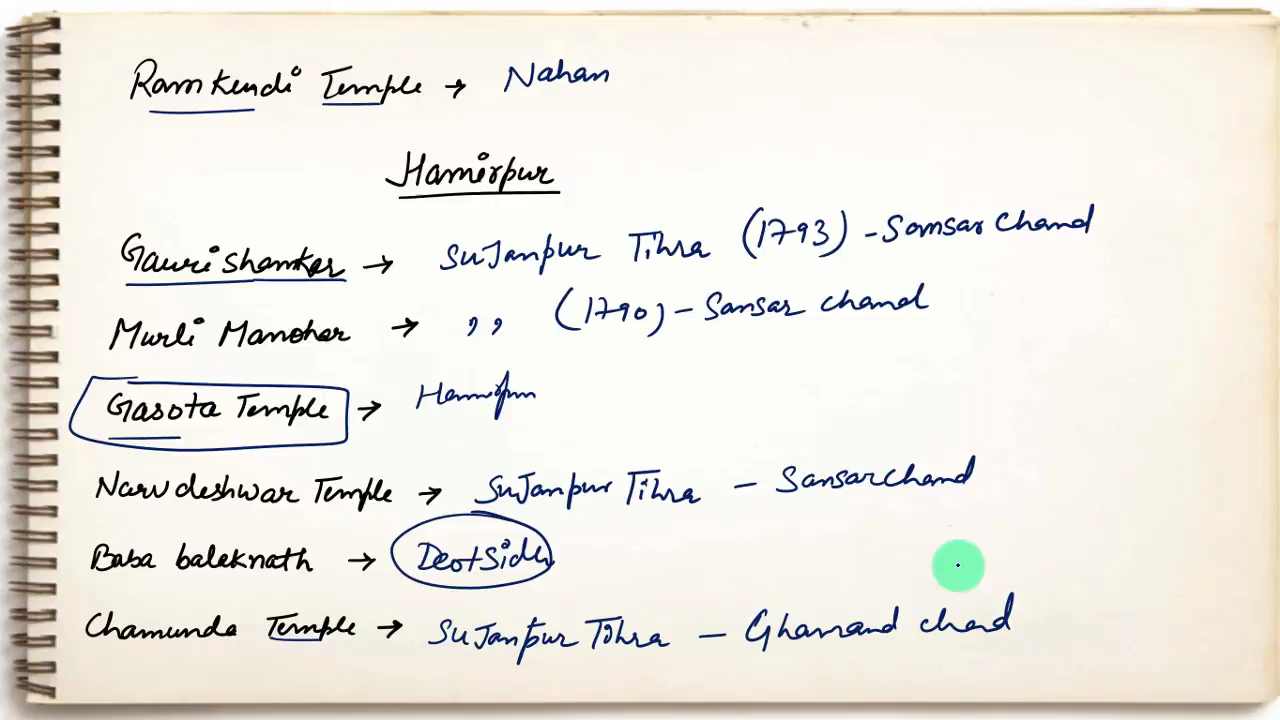 Ramkundi Temple → Nahan
Hamirpur
Gaurishankar → Sujanpur Tihra (1793) - Sansar Chand
Murli Manohar → ,, (1790) - Sansar chand
Gasota Temple → Hamirpur
Narvdeshwar Temple → Sujanpur Tihra - Sansarchand
Baba balaknath → Deotsidh
Chamunda Temple → Sujanpur Tihra - Ghamand chand